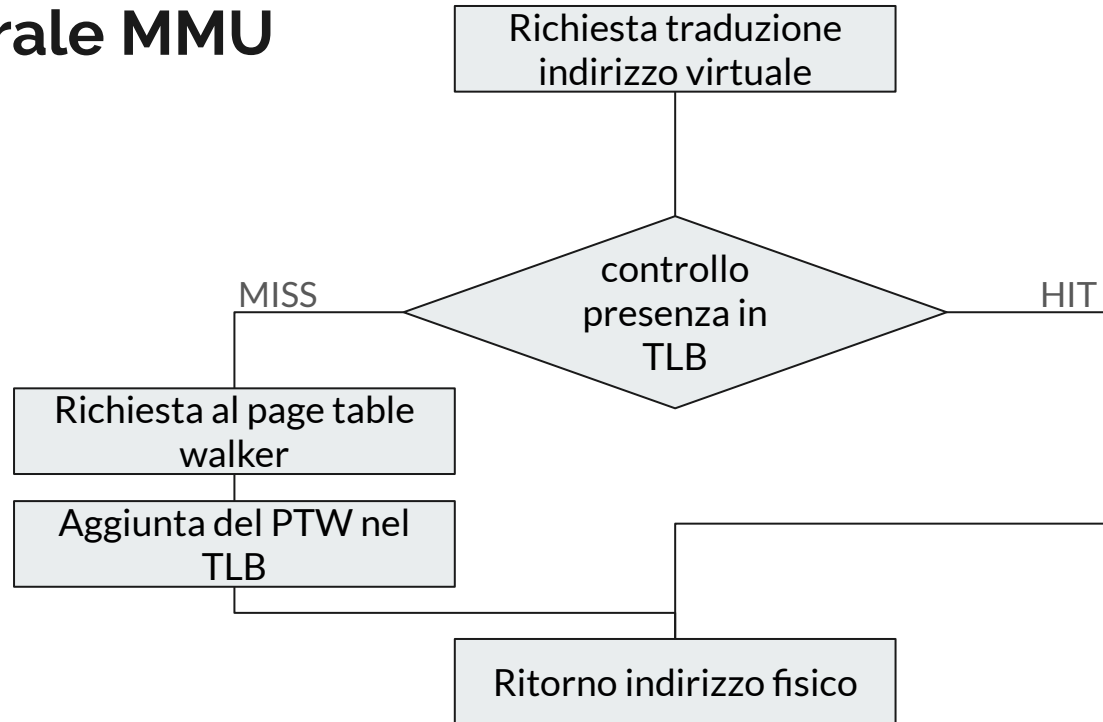 rale MMU
Richiesta traduzione
indirizzo virtuale
controllo
presenza in
TLB
MISS
HIT
Richiesta al page table
walker
Aggiunta del PTW nel
TLB
Ritorno indirizzo fisico